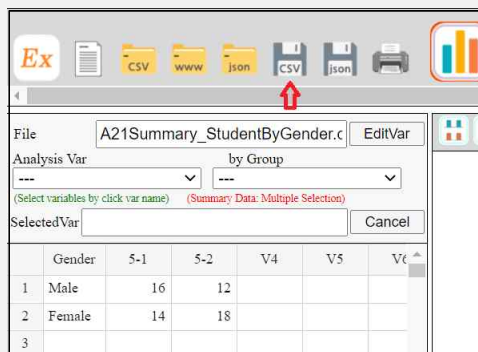 Ex CSV www json CSV json
File A21Summary_StudentByGender.c EditVar
Analysis Var by Group
--- ---
(Select variables by click var name) (Summary Data: Multiple Selection)
SelectedVar Cancel
Gender 5-1 5-2 V4 V5 V6
1 Male 16 12
2 Female 14 18
3